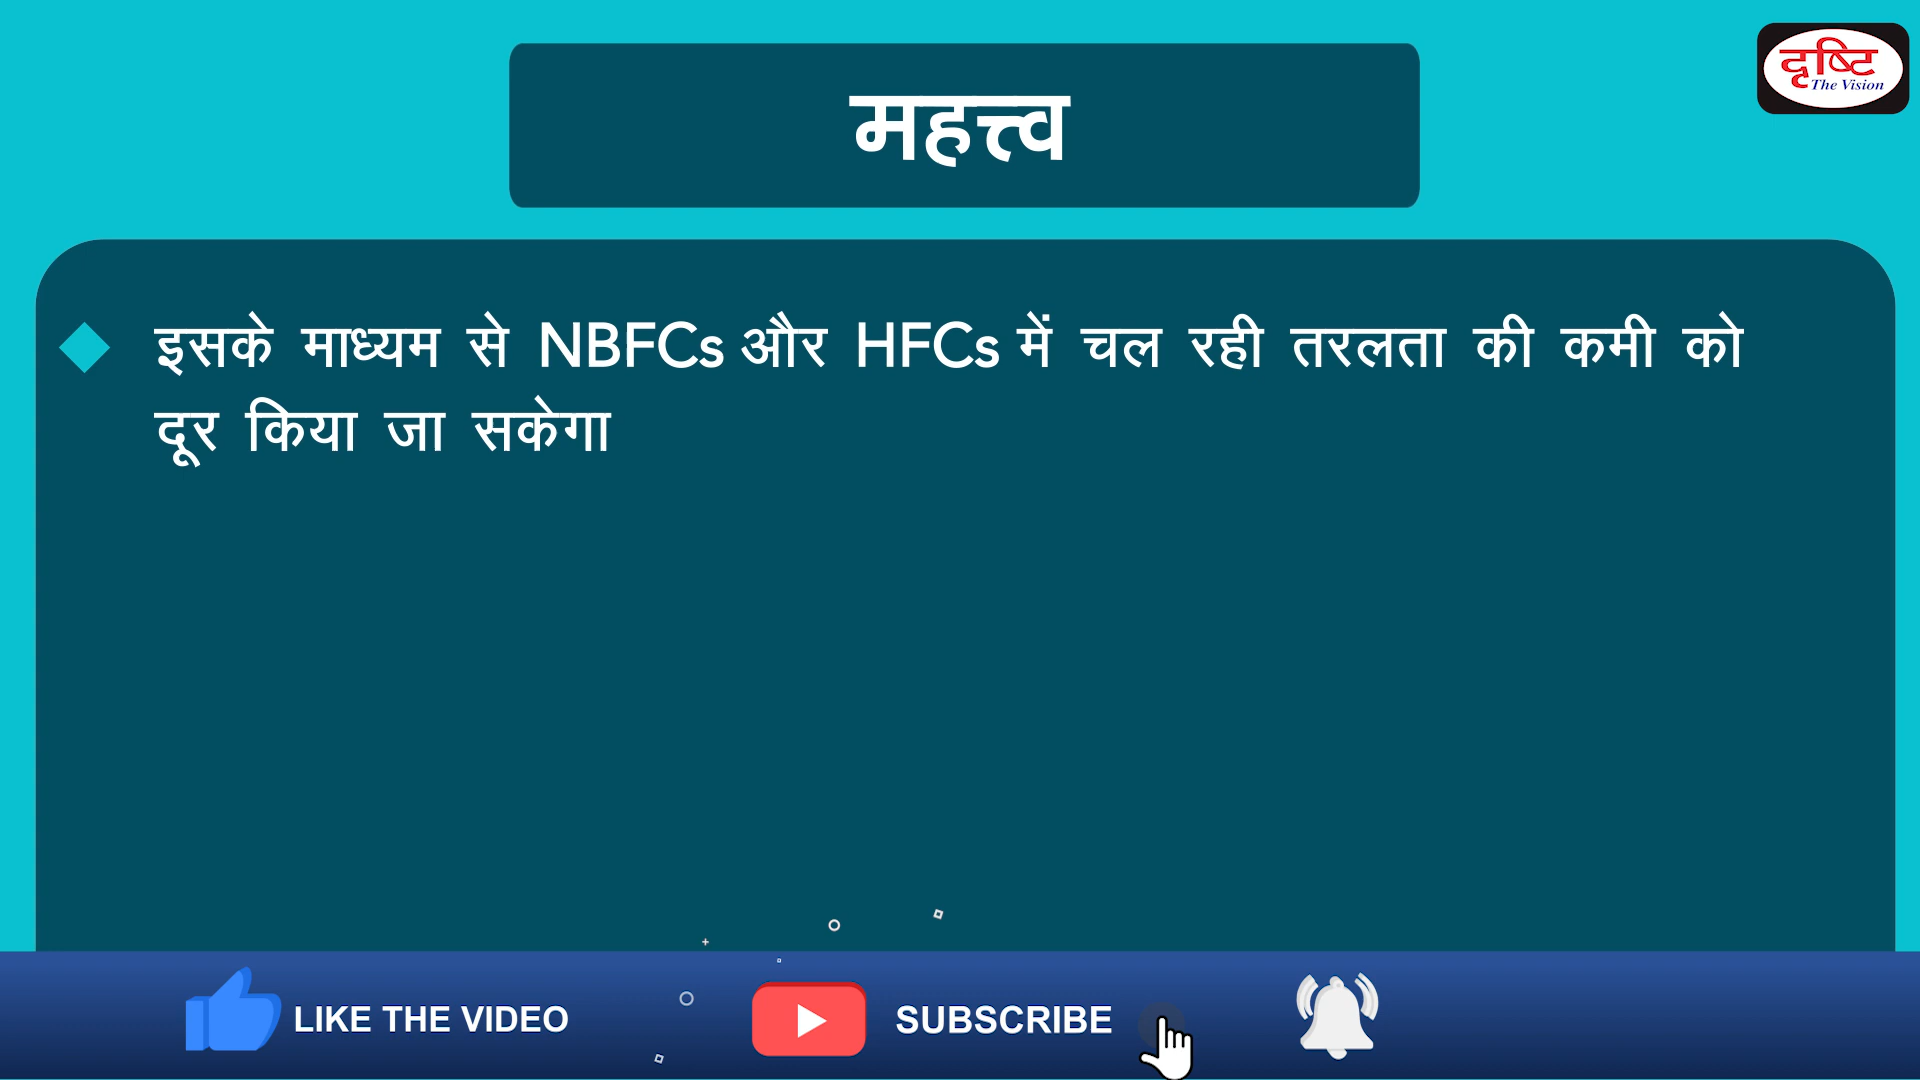 महत्त्व
दृष्टि
The Vision
इसके माध्यम से NBFCs और HFCs में चल रही तरलता की कमी को
दूर किया जा सकेगा
LIKE THE VIDEO
SUBSCRIBE